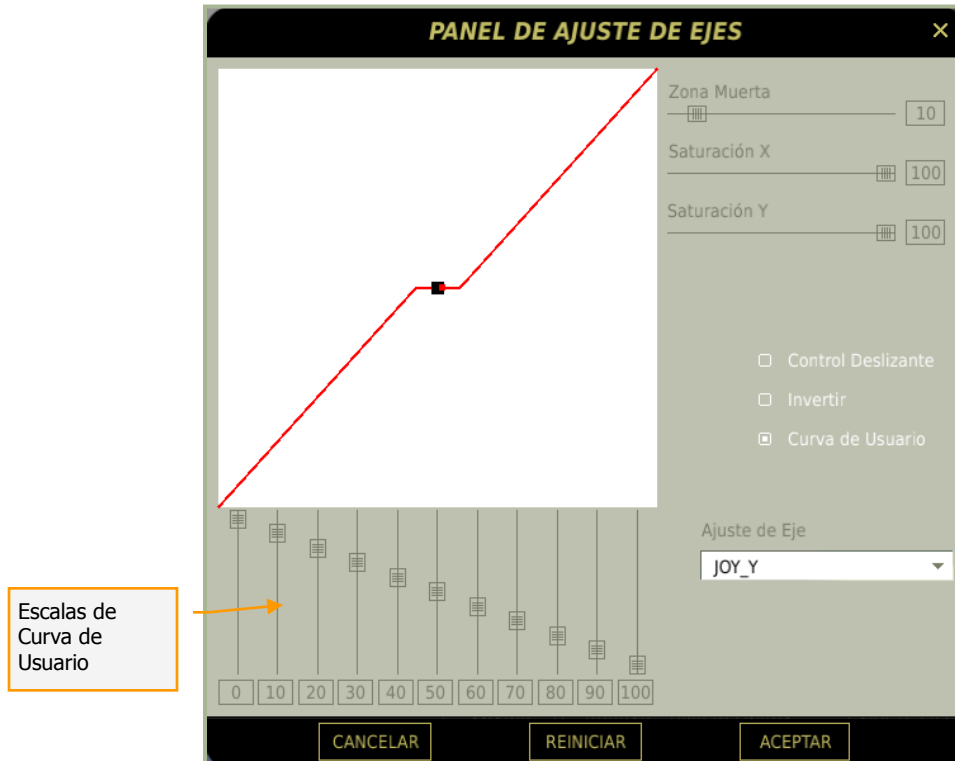 PANEL DE AJUSTE DE EJES
Zona Muerta
10
Saturación X
100
Saturación Y
100
Control Deslizante
Invertir
Curva de Usuario
Ajuste de Eje
JOY_Y
Escalas de
Curva de
Usuario
0 10 20 30 40 50 60 70 80 90 100
CANCELAR REINICIAR ACEPTAR